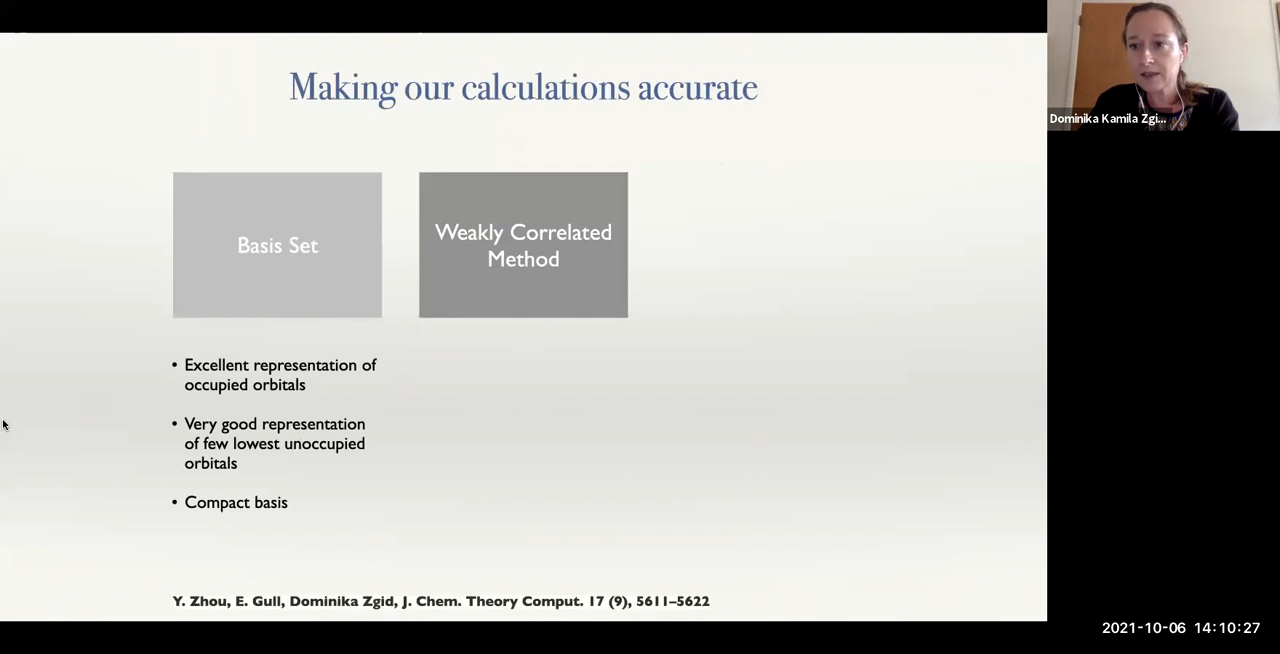 Making our calculations accurate
Dominika Kamila Zgi...
Basis Set
Weakly Correlated
Method
• Excellent representation of
occupied orbitals
• Very good representation
of few lowest unoccupied
orbitals
• Compact basis
Y. Zhou, E. Gull, Dominika Zgid, J. Chem. Theory Comput. 17 (9), 5611–5622
2021-10-06 14:10:27